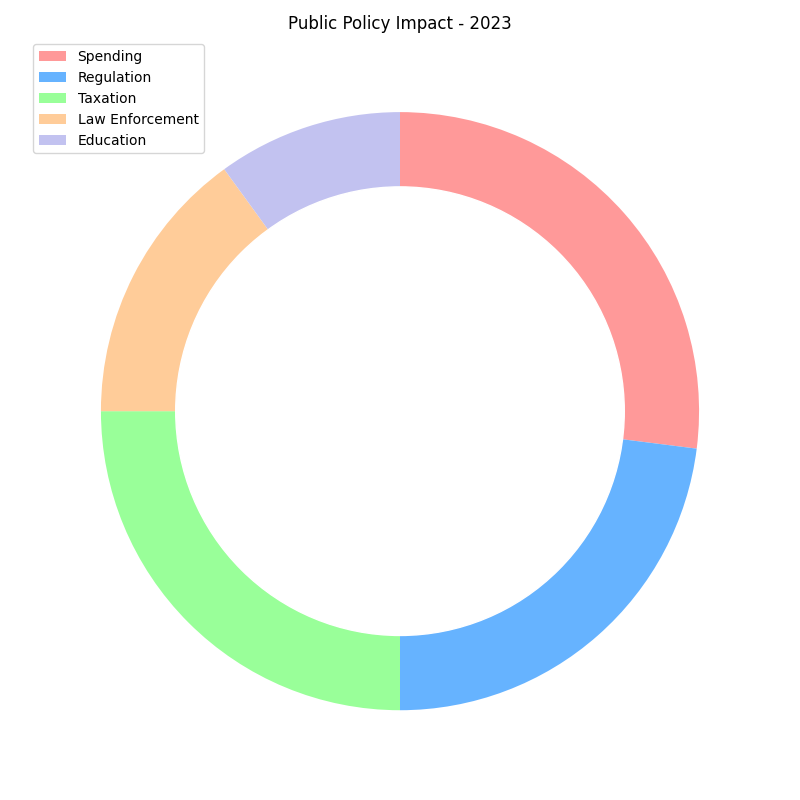 Public Policy Impact - 2023
Spending
Regulation
Taxation
Law Enforcement
Education